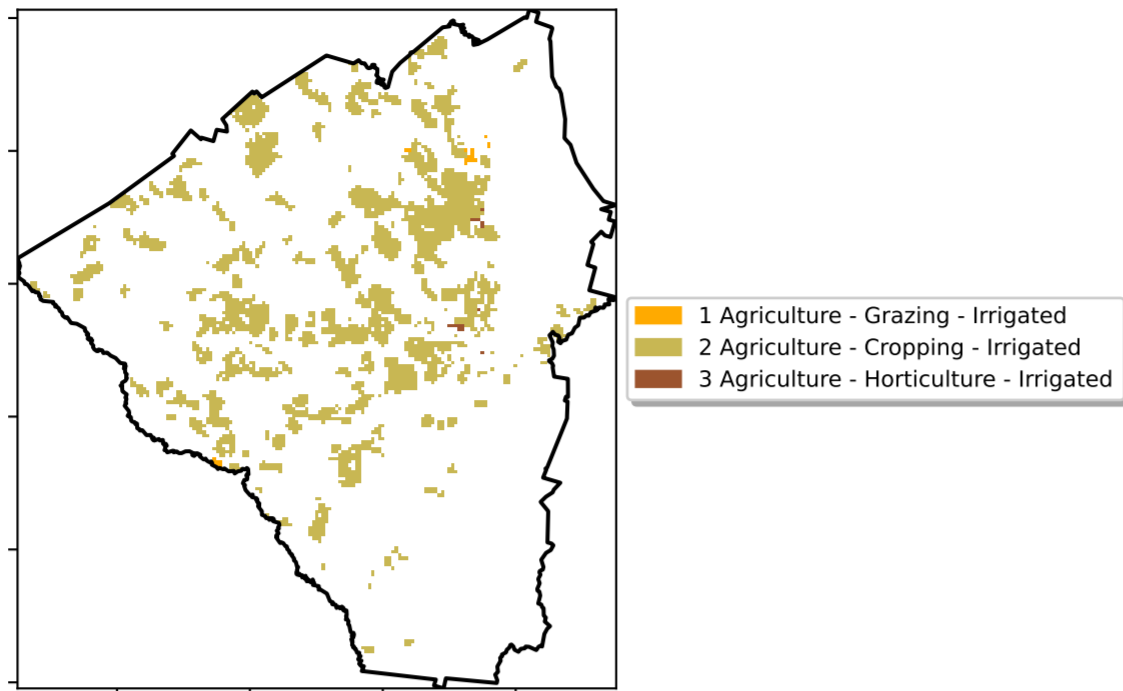 1 Agriculture - Grazing - Irrigated
2 Agriculture - Cropping - Irrigated
3 Agriculture - Horticulture - Irrigated